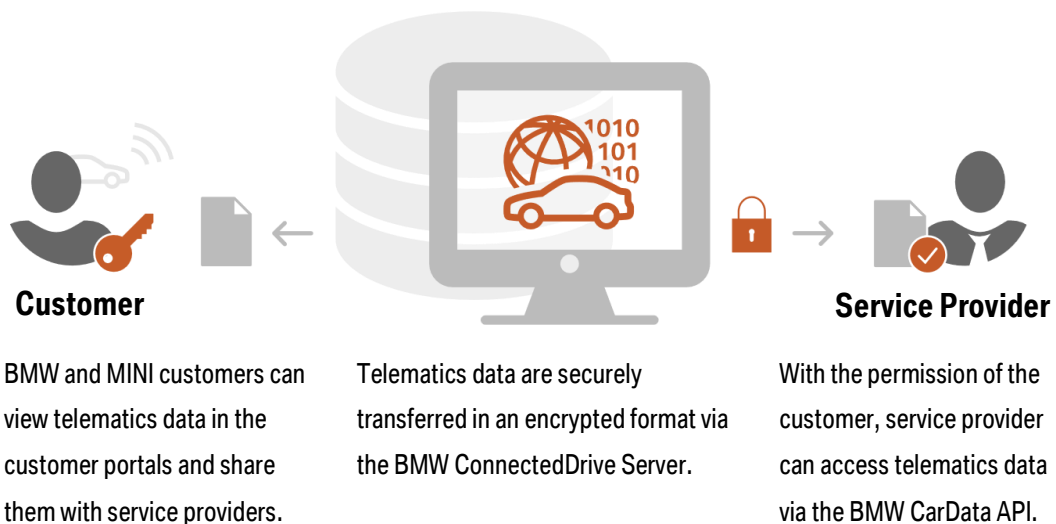 1010
101
010
Customer
BMW and MINI customers can
view telematics data in the
customer portals and share
them with service providers.
Telematics data are securely
transferred in an encrypted format via
the BMW ConnectedDrive Server.
Service Provider
With the permission of the
customer, service provider
can access telematics data
via the BMW CarData API.